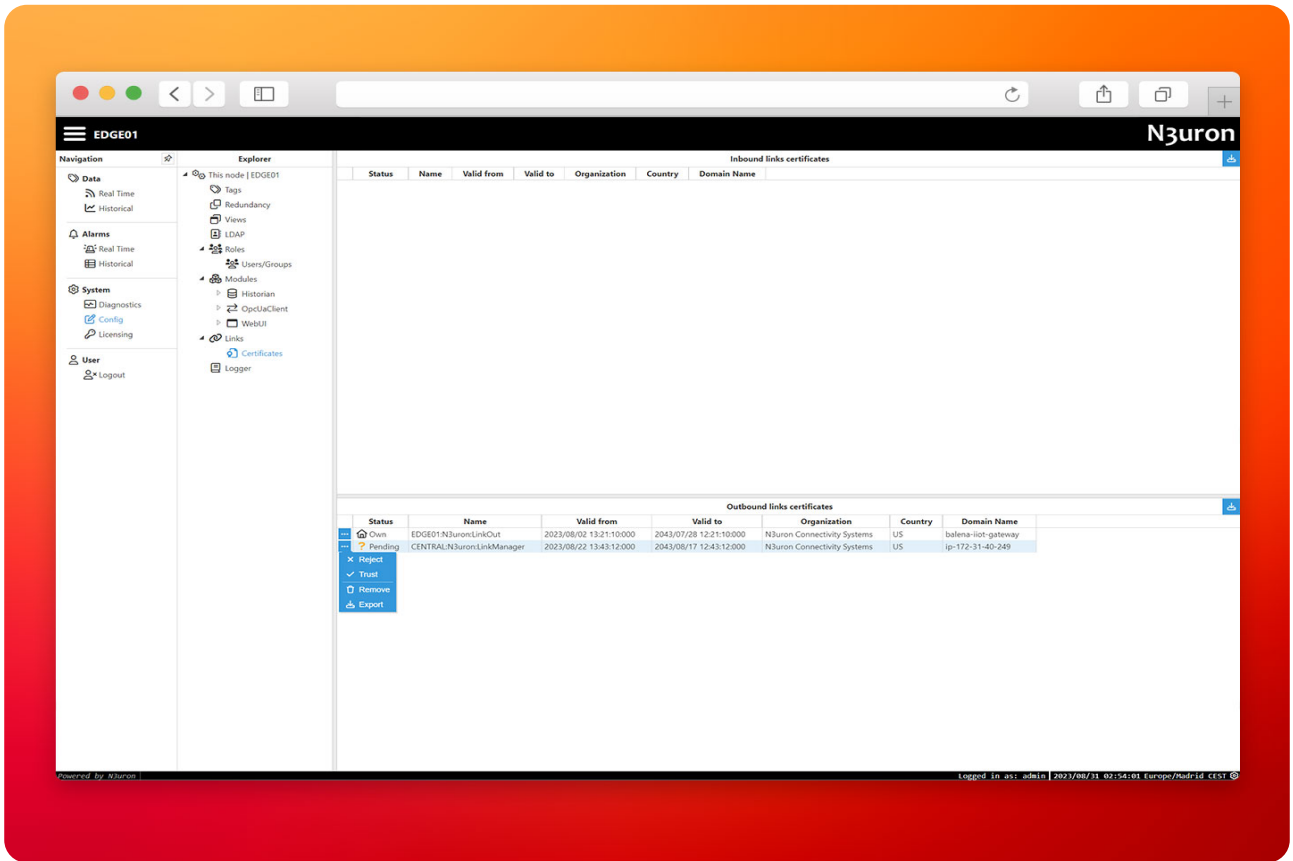 EDGE01
N3uron
Navigation
Data
Real Time
Historical
Alarms
Real Time
Historical
System
Diagnostics
Config
Licensing
User
Logout
Explorer
This node | EDGE01
Tags
Redundancy
Views
LDAP
Roles
Users/Groups
Modules
Historian
OpcUaClient
WebUI
Links
Certificates
Logger
Inbound links certificates
Status Name Valid from Valid to Organization Country Domain Name
Outbound links certificates
Status Name Valid from Valid to Organization Country Domain Name
Own EDGE01:N3uron:LinkOut 2023/08/02 13:21:10:000 2043/07/28 12:21:10:000 N3uron Connectivity Systems US balena-iiot-gateway
? Pending CENTRAL:N3uron:LinkManager 2023/08/22 13:43:12:000 2043/08/17 12:43:12:000 N3uron Connectivity Systems US ip-172-31-40-249
Reject
Trust
Remove
Export
Powered by N3uron
Logged in as: admin 2023/08/31 02:54:01 Europe/Madrid CEST